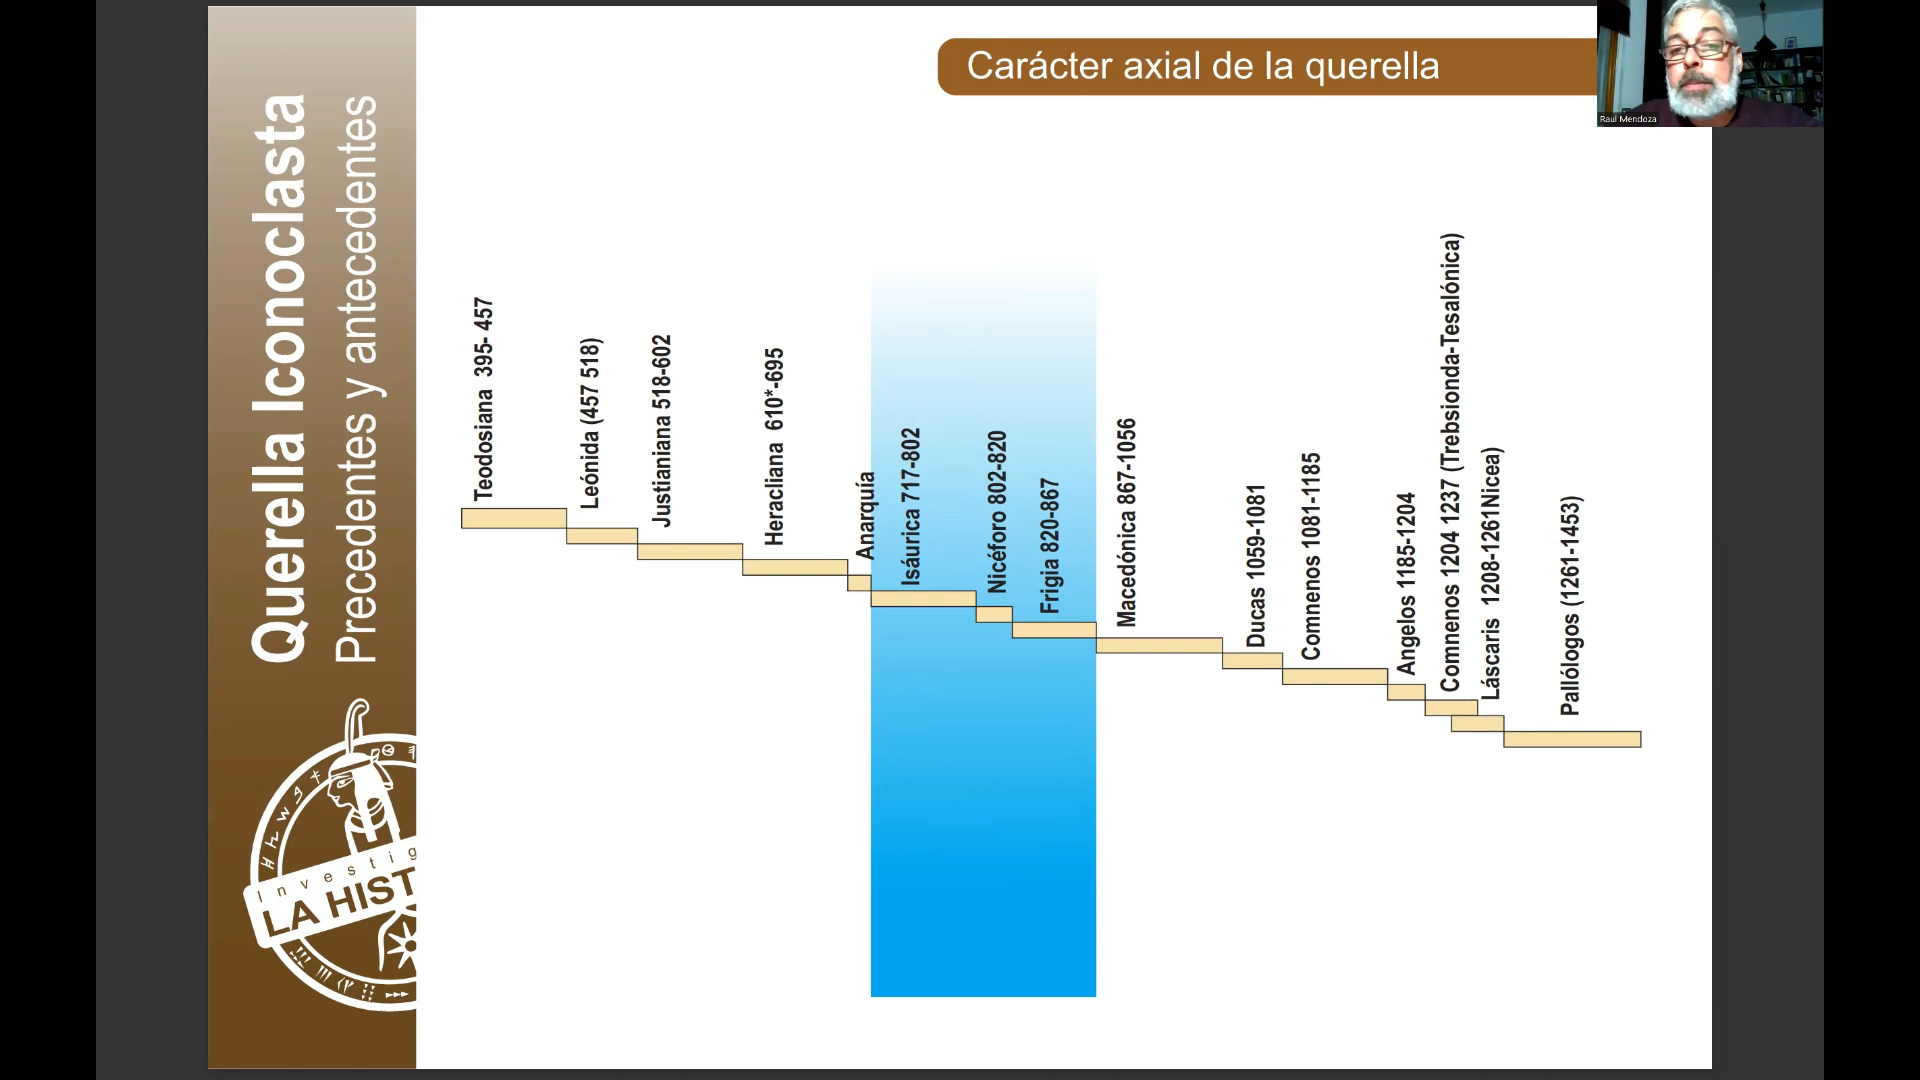 Carácter axial de la querella
Raul Mendoza
Querella Iconoclasta
Precedentes y antecedentes
Teodosiana 395- 457
Leónida (457 518)
Justianiana 518-602
Heracliana 610*-695
Anarquía
Isáurica 717-802
Nicéforo 802-820
Frigia 820-867
Macedónica 867-1056
Ducas 1059-1081
Comnenos 1081-1185
Angelos 1185-1204
Comnenos 1204 1237 (Trebsionda-Tesalónica)
Láscaris 1208-1261Nicea)
Pallólogos (1261-1453)
Investig
LA HIST